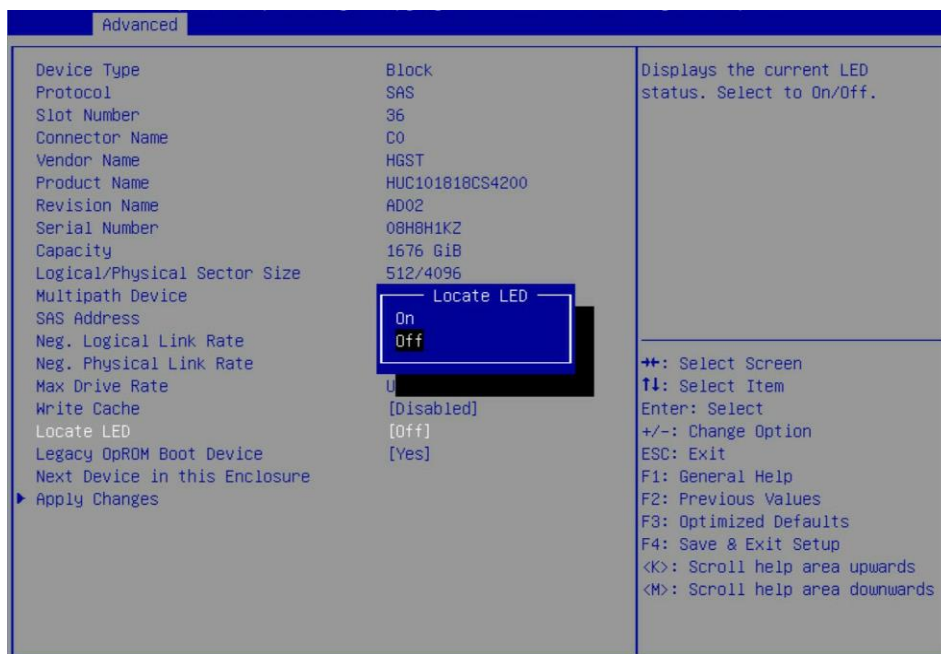 Advanced
Device Type Block
Protocol SAS
Slot Number 36
Connector Name C0
Vendor Name HGST
Product Name HUC101818CS4200
Revision Name AD02
Serial Number 08H8H1KZ
Capacity 1676 GiB
Logical/Physical Sector Size 512/4096
Multipath Device
SAS Address
Neg. Logical Link Rate
Neg. Physical Link Rate
Max Drive Rate U
Write Cache [Disabled]
Locate LED [Off]
Legacy OpROM Boot Device [Yes]
Next Device in this Enclosure
Apply Changes
Locate LED
On
Off
Displays the current LED
status. Select to On/Off.
→←: Select Screen
↑↓: Select Item
Enter: Select
+/-: Change Option
ESC: Exit
F1: General Help
F2: Previous Values
F3: Optimized Defaults
F4: Save & Exit Setup
<K>: Scroll help area upwards
<M>: Scroll help area downwards